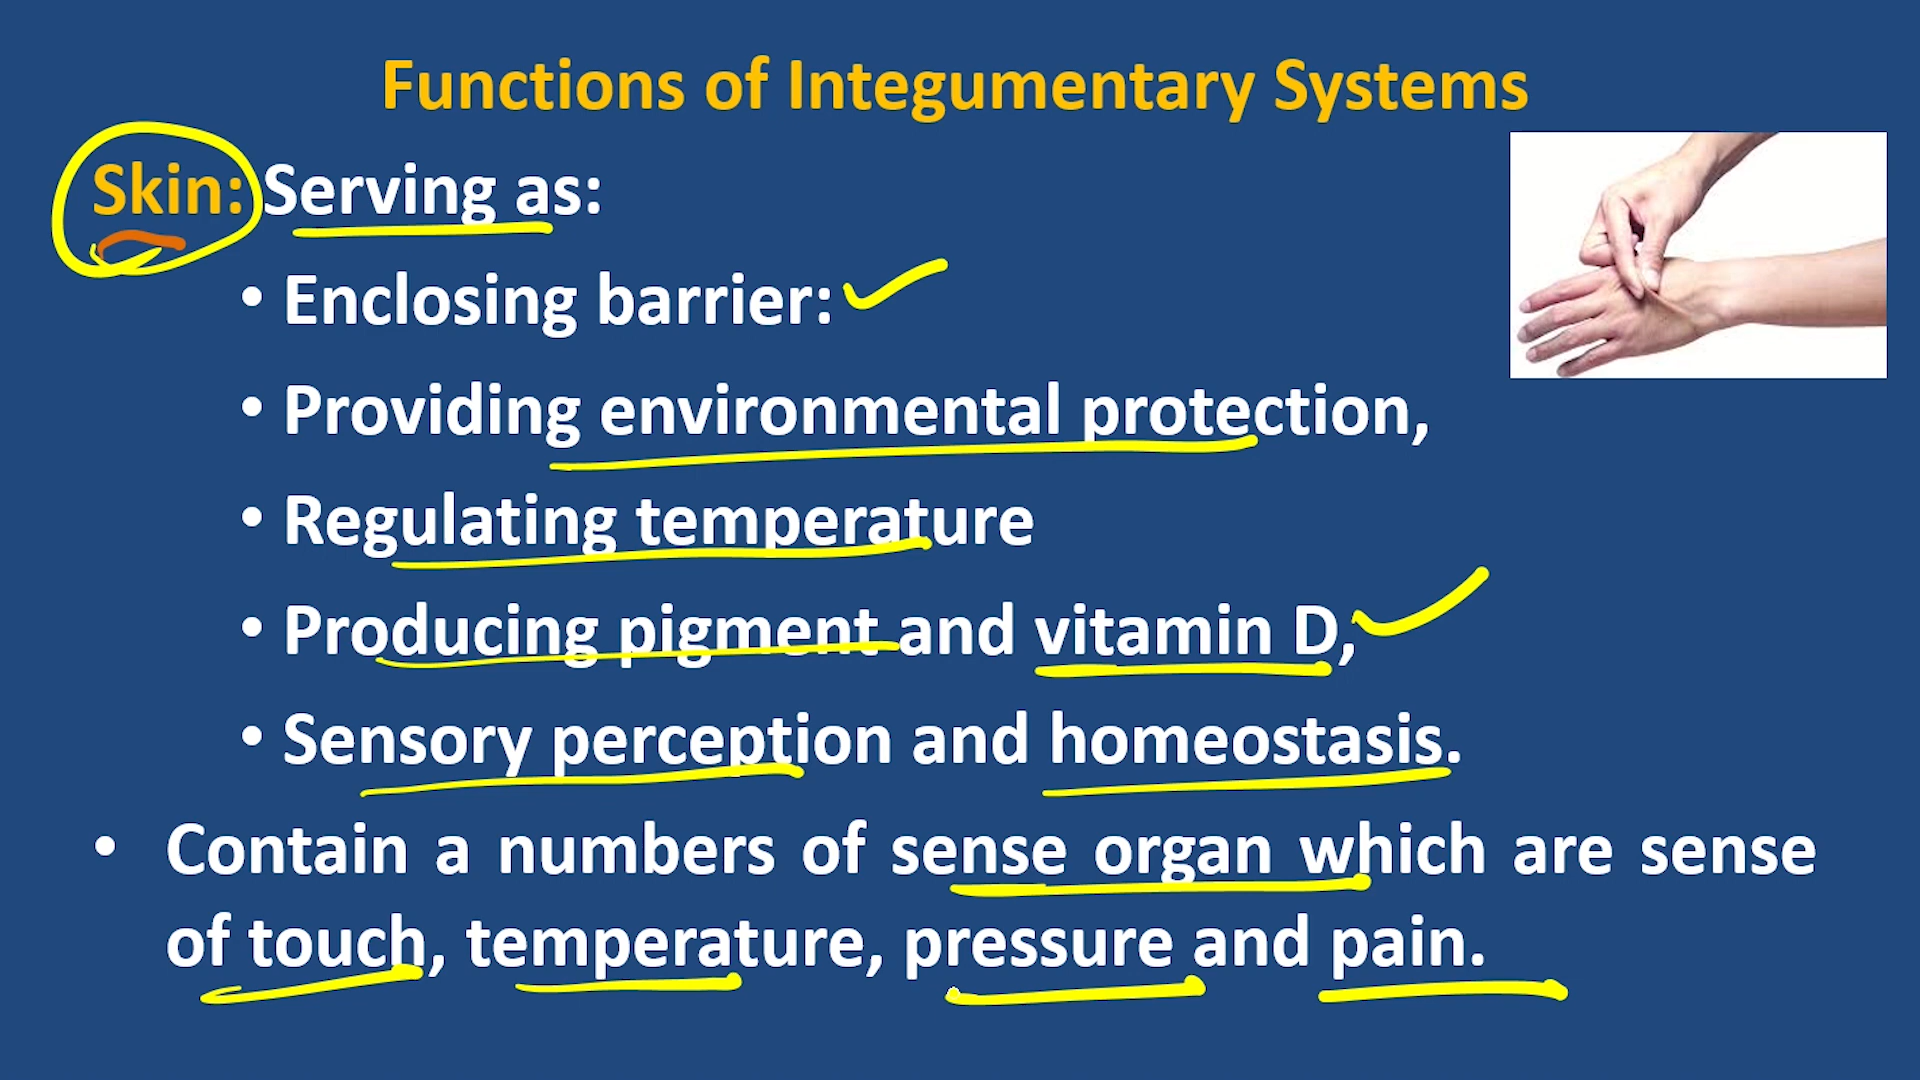 Functions of Integumentary Systems
Skin: Serving as:
• Enclosing barrier:
• Providing environmental protection,
• Regulating temperature
• Producing pigment and vitamin D,
• Sensory perception and homeostasis.
• Contain a numbers of sense organ which are sense
of touch, temperature, pressure and pain.